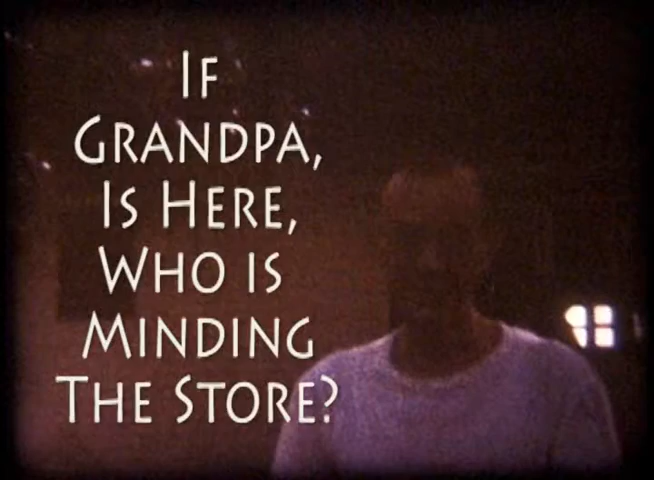 If
Grandpa,
Is Here,
Who is
Minding
The Store?